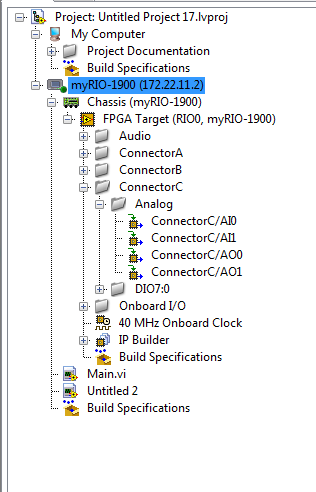 Project: Untitled Project 17.lvproj
My Computer
Project Documentation
Build Specifications
myRIO-1900 (172.22.11.2)
Chassis (myRIO-1900)
FPGA Target (RIO0, myRIO-1900)
Audio
ConnectorA
ConnectorB
ConnectorC
Analog
ConnectorC/AI0
ConnectorC/AI1
ConnectorC/AO0
ConnectorC/AO1
DIO7:0
Onboard I/O
40 MHz Onboard Clock
IP Builder
Build Specifications
Main.vi
Untitled 2
Build Specifications